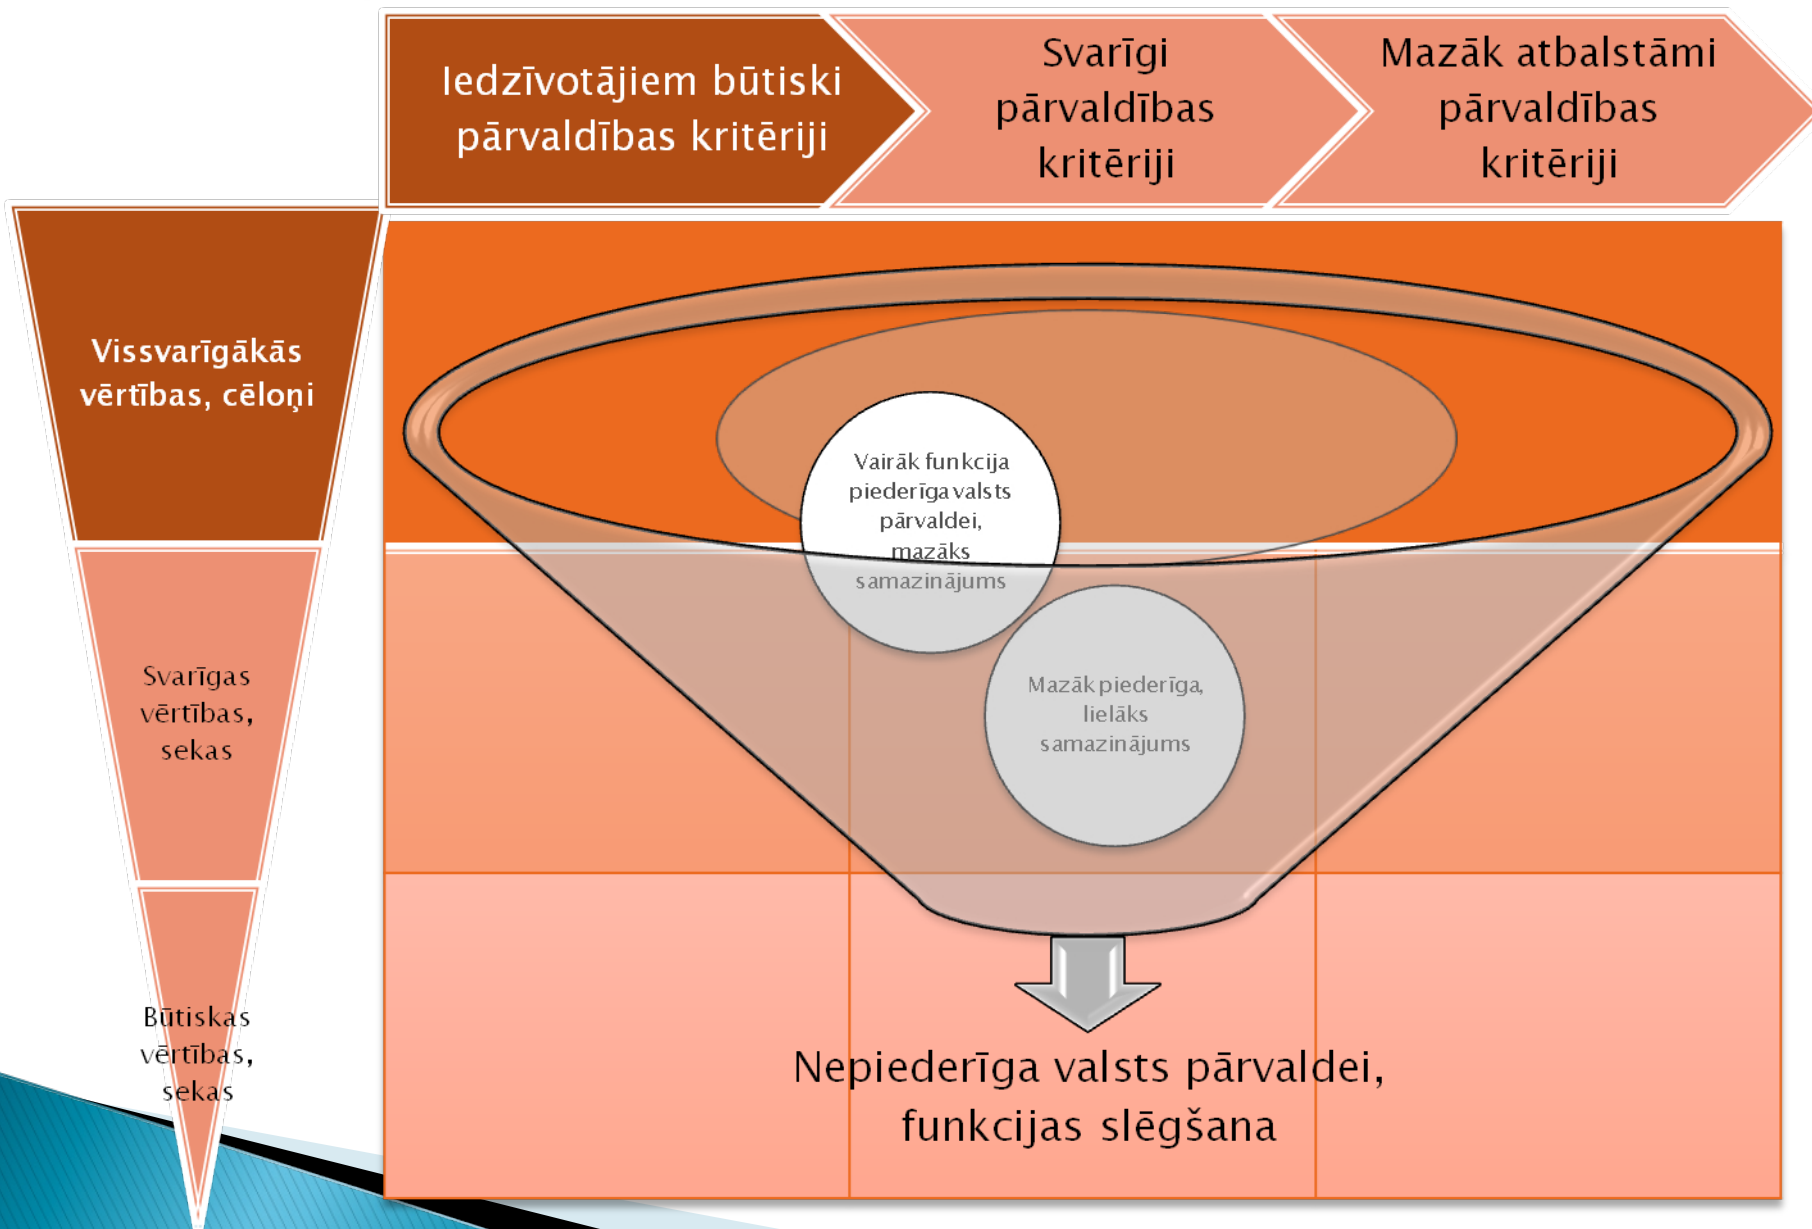 Iedzīvotājiem būtiski
pārvaldības kritēriji
Svarīgi
pārvaldības
kritēriji
Mazāk atbalstāmi
pārvaldības
kritēriji
Vissvarīgākās
vērtības, cēloņi
Svarīgas
vērtības,
sekas
Būtiskas
vērtības,
sekas
Vairāk funkcija
piederīga valsts
pārvaldei,
mazāks
samazinājums
Mazāk piederīga,
lielāks
samazinājums
Nepiederīga valsts pārvaldei,
funkcijas slēgšana